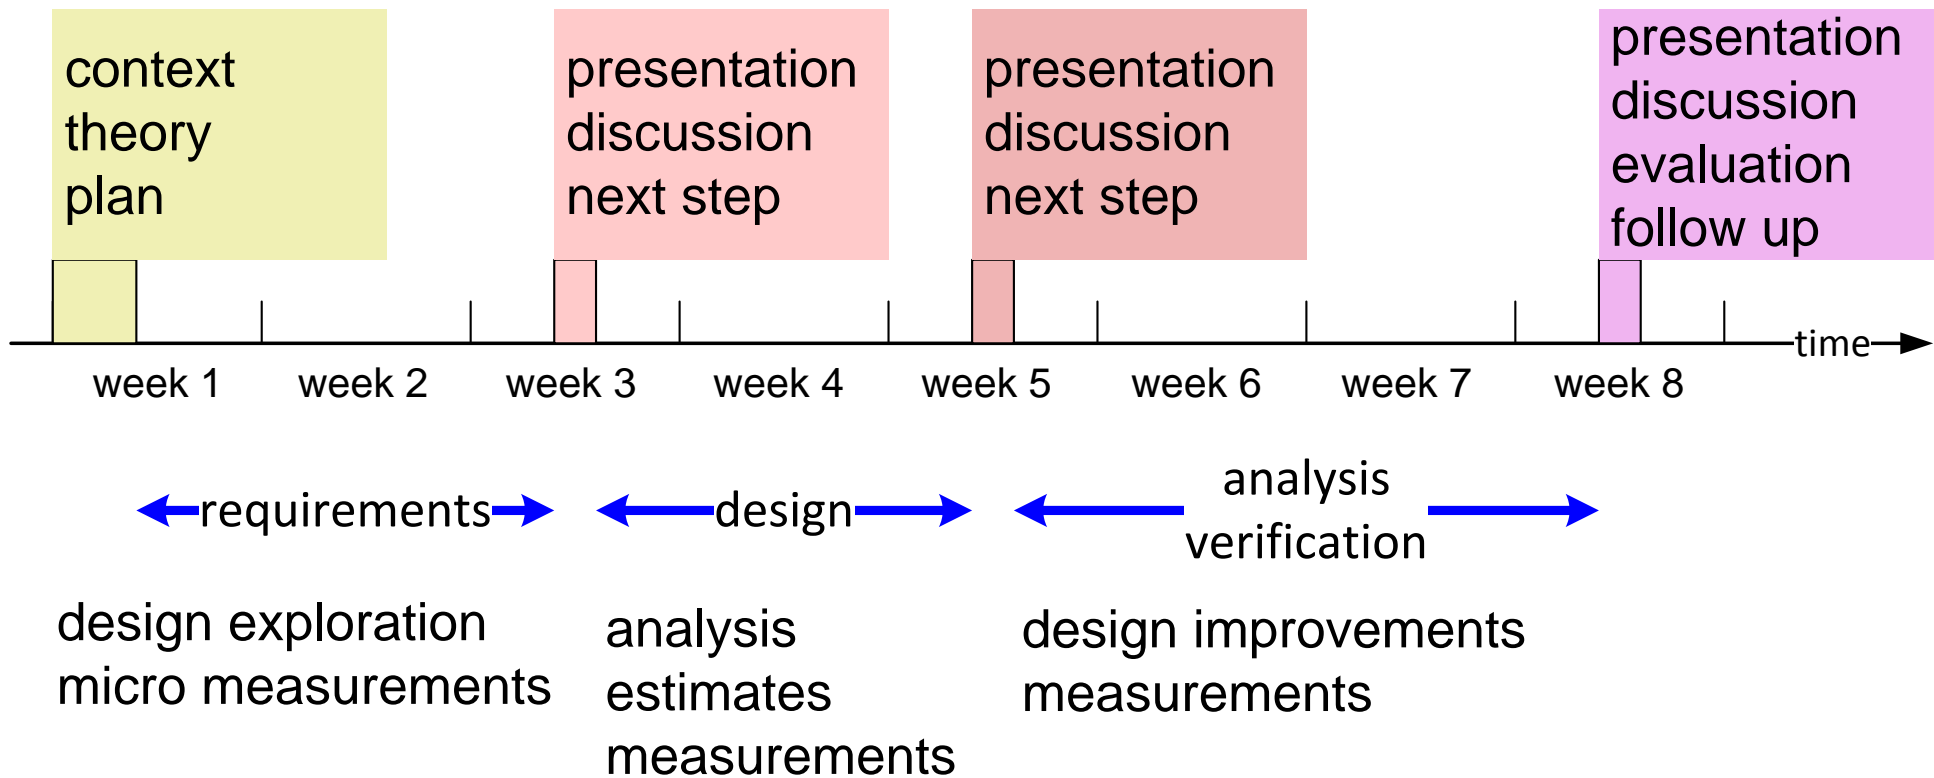 context
theory
plan
presentation
discussion
next step
presentation
discussion
next step
presentation
discussion
evaluation
follow up
time
week 1
week 2
week 3
week 4
week 5
week 6
week 7
week 8
requirements
design
analysis
verification
design exploration
micro measurements
analysis
estimates
measurements
design improvements
measurements